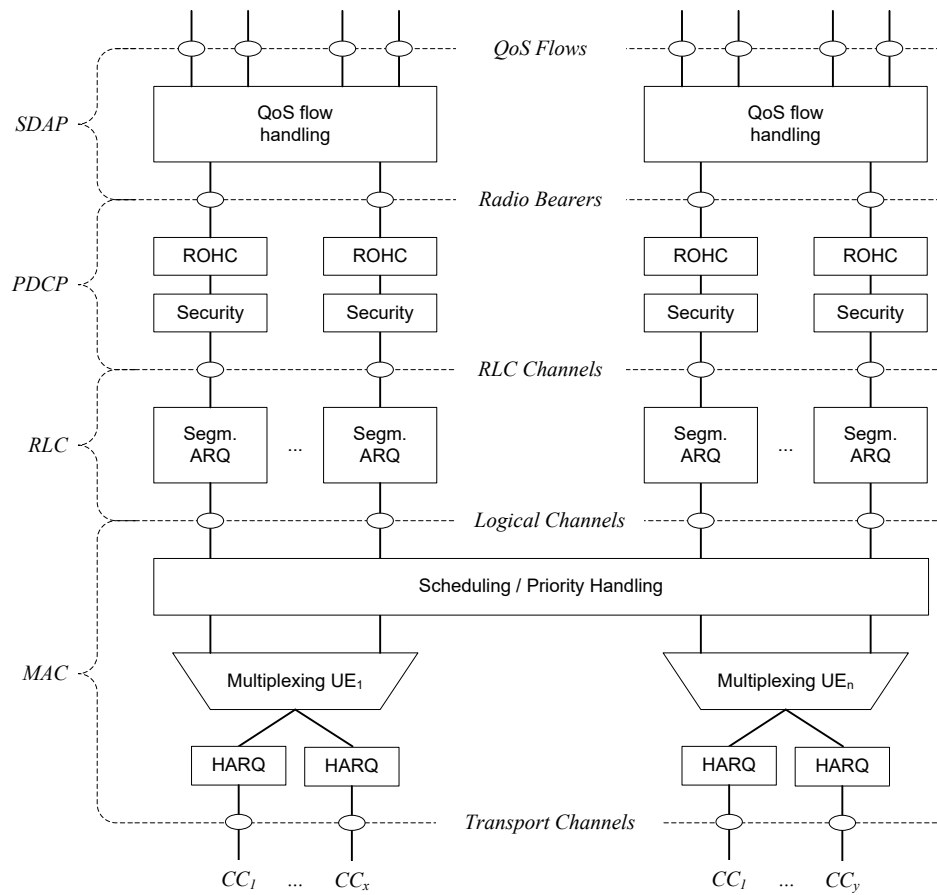 QoS Flows
QoS flow
handling
QoS flow
handling
SDAP
Radio Bearers
ROHC
ROHC
ROHC
ROHC
PDCP
Security
Security
Security
Security
RLC Channels
Segm.
ARQ
...
Segm.
ARQ
Segm.
ARQ
...
Segm.
ARQ
RLC
Logical Channels
Scheduling / Priority Handling
MAC
Multiplexing UE₁
Multiplexing UEₙ
HARQ
HARQ
HARQ
HARQ
Transport Channels
CC₁ ... CCₓ
CC₁ ... CCy